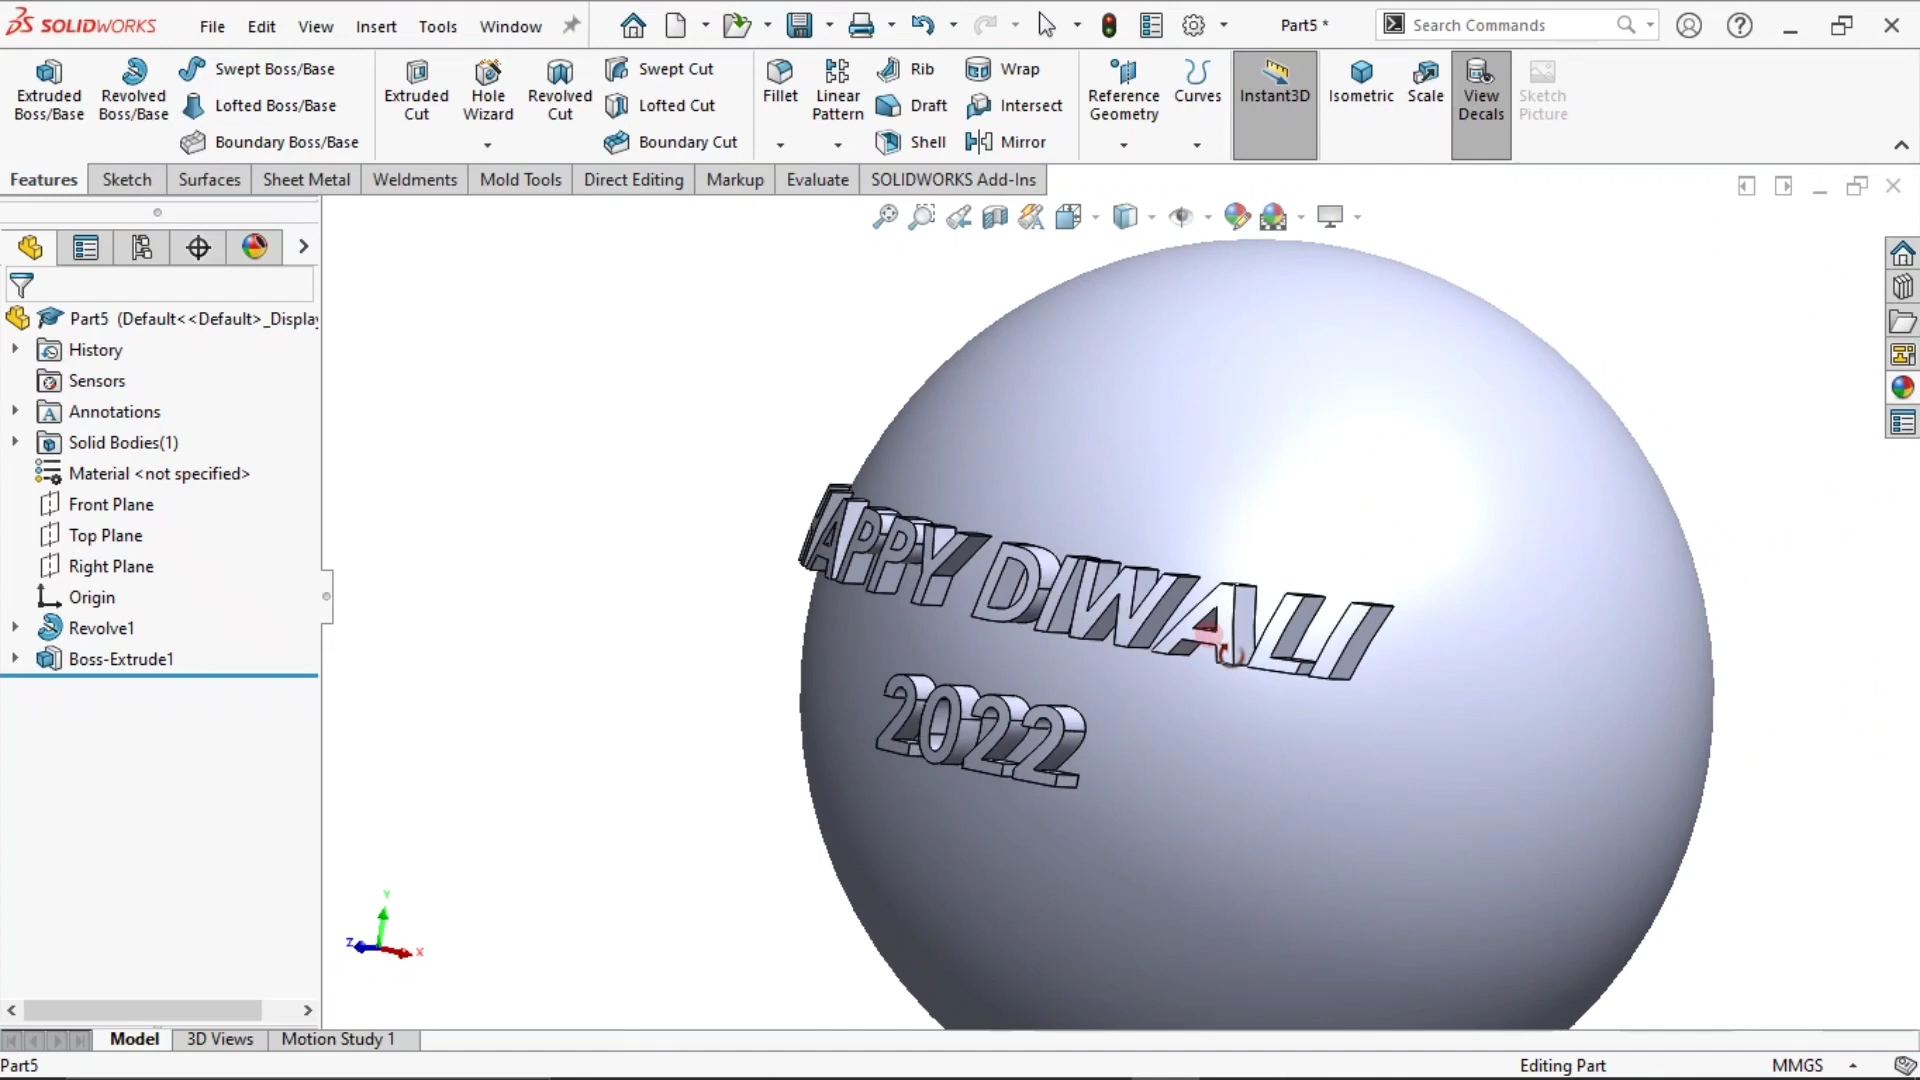 SOLIDWORKS File Edit View Insert Tools Window Part5 * Search Commands
Extruded Boss/Base
Revolved Boss/Base
Swept Boss/Base
Lofted Boss/Base
Boundary Boss/Base
Extruded Cut
Hole Wizard
Revolved Cut
Swept Cut
Lofted Cut
Boundary Cut
Fillet
Linear Pattern
Rib
Draft
Shell
Wrap
Intersect
Mirror
Reference Geometry
Curves
Instant3D
Isometric
Scale
View Decals
Sketch Picture
Features Sketch Surfaces Sheet Metal Weldments Mold Tools Direct Editing Markup Evaluate SOLIDWORKS Add-Ins
Part5 (Default<<Default>_Display
History
Sensors
Annotations
Solid Bodies(1)
Material <not specified>
Front Plane
Top Plane
Right Plane
Origin
Revolve1
Boss-Extrude1
HAPPY DIWALI
2022
Y
Z
X
Model 3D Views Motion Study 1
Part5 Editing Part MMGS